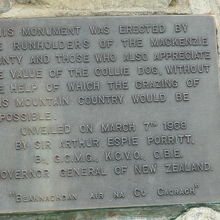 IS MONUMENT WAS ERECTED BY
E RUNHOLDERS OF THE MACKENZIE
UNTY AND THOSE WHO ALSO APPRECIATE
E VALUE OF THE COLLIE DOG, WITHOUT
E HELP OF WHICH THE GRAZING OF
IS MOUNTAIN COUNTRY WOULD BE
POSSIBLE.
UNVEILED ON MARCH 7TH 1968
BY SIR ARTHUR ESPIE PORRITT,
B., G.C.M.G., K.C.V.O., C.B.E.
OVERNOR GENERAL OF NEW ZEALAND.
"BEANNACHDAN AIR NA CU CAORACH"